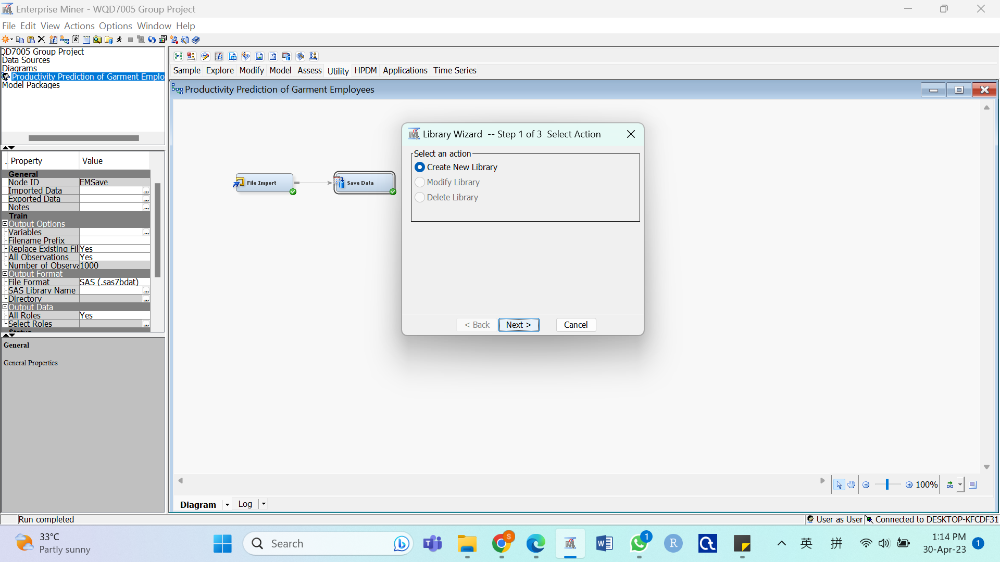 Enterprise Miner - WQD7005 Group Project
File Edit View Actions Options Window Help
QD7005 Group Project
Data Sources
Diagrams
Productivity Prediction of Garment Emplo
Model Packages
Sample Explore Modify Model Assess Utility HPDM Applications Time Series
Productivity Prediction of Garment Employees
. Property Value
General
Node ID EMSave
Imported Data ...
Exported Data ...
Notes ...
Train
Output Options
Variables ...
Filename Prefix
Replace Existing Fil Yes
All Observations Yes
Number of Observa 1000
Output Format
File Format SAS (.sas7bdat)
SAS Library Name ...
Directory ...
Output Data
All Roles Yes
Select Roles ...
Status
General
General Properties
File Import
Save Data
Library Wizard -- Step 1 of 3 Select Action
Select an action
Create New Library
Modify Library
Delete Library
< Back Next > Cancel
100%
Diagram Log
Run completed
User as User Connected to DESKTOP-KFCDF31
33°C
Partly sunny
Search
S
1
R
英 拼
1:14 PM
30-Apr-23
1